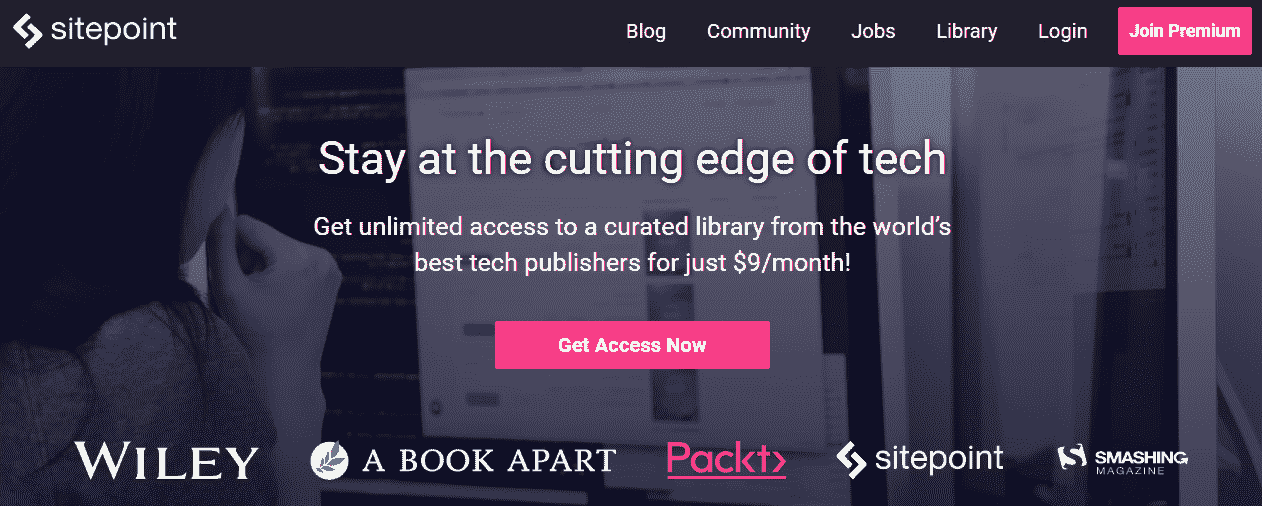 sitepoint
Blog Community Jobs Library Login Join Premium
Stay at the cutting edge of tech
Get unlimited access to a curated library from the world’s
best tech publishers for just $9/month!
Get Access Now
WILEY A BOOK APART Packt> sitepoint SMASHING MAGAZINE